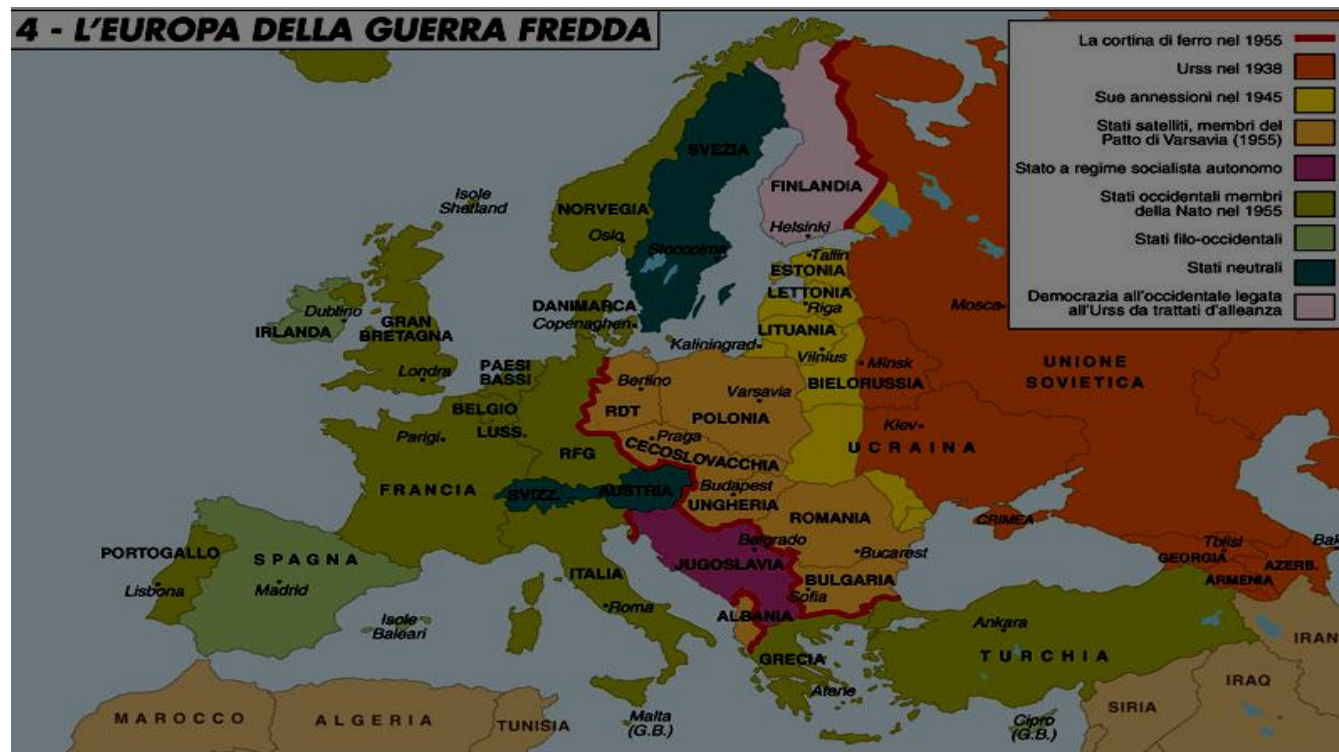 4 - L'EUROPA DELLA GUERRA FREDDA
La cortina di ferro nel 1955
Urss nel 1938
Sue annessioni nel 1945
Stati satelliti, membri del
Patto di Varsavia (1955)
Stato a regime socialista autonomo
Stati occidentali membri
della Nato nel 1955
Stati filo-occidentali
Stati neutrali
Democrazia all'occidentale legata
all'Urss da trattati d'alleanza
SVEZIA
FINLANDIA
Isole
Shetland
NORVEGIA
Oslo
Helsinki
Stoccolma
Tallin
ESTONIA
LETTONIA
Riga
Mosca
DANIMARCA
Copenaghen
Dublino
IRLANDA
GRAN
BRETAGNA
LITUANIA
Kaliningrad
Vilnius
Minsk
BIELORUSSIA
UNIONE
SOVIETICA
PAESI
BASSI
Londra
Berlino
Varsavia
RDT
POLONIA
BELGIO
LUSS.
Parigi
Praga
CECOSLOVACCHIA
Kiev
UCRAINA
RFG
FRANCIA
SVIZZ.
AUSTRIA
Budapest
UNGHERIA
ROMANIA
CRIMEA
Belgrado
Bucarest
JUGOSLAVIA
Tblisi
Bak
GEORGIA
AZERB.
ARMENIA
PORTOGALLO
SPAGNA
Lisbona
Madrid
ITALIA
Roma
BULGARIA
Sofia
ALBANIA
Isole
Baleari
Ankara
TURCHIA
IRAN
GRECIA
Atene
MAROCCO
ALGERIA
TUNISIA
Malta
(G.B.)
Cipro
(G.B.)
SIRIA
IRAQ